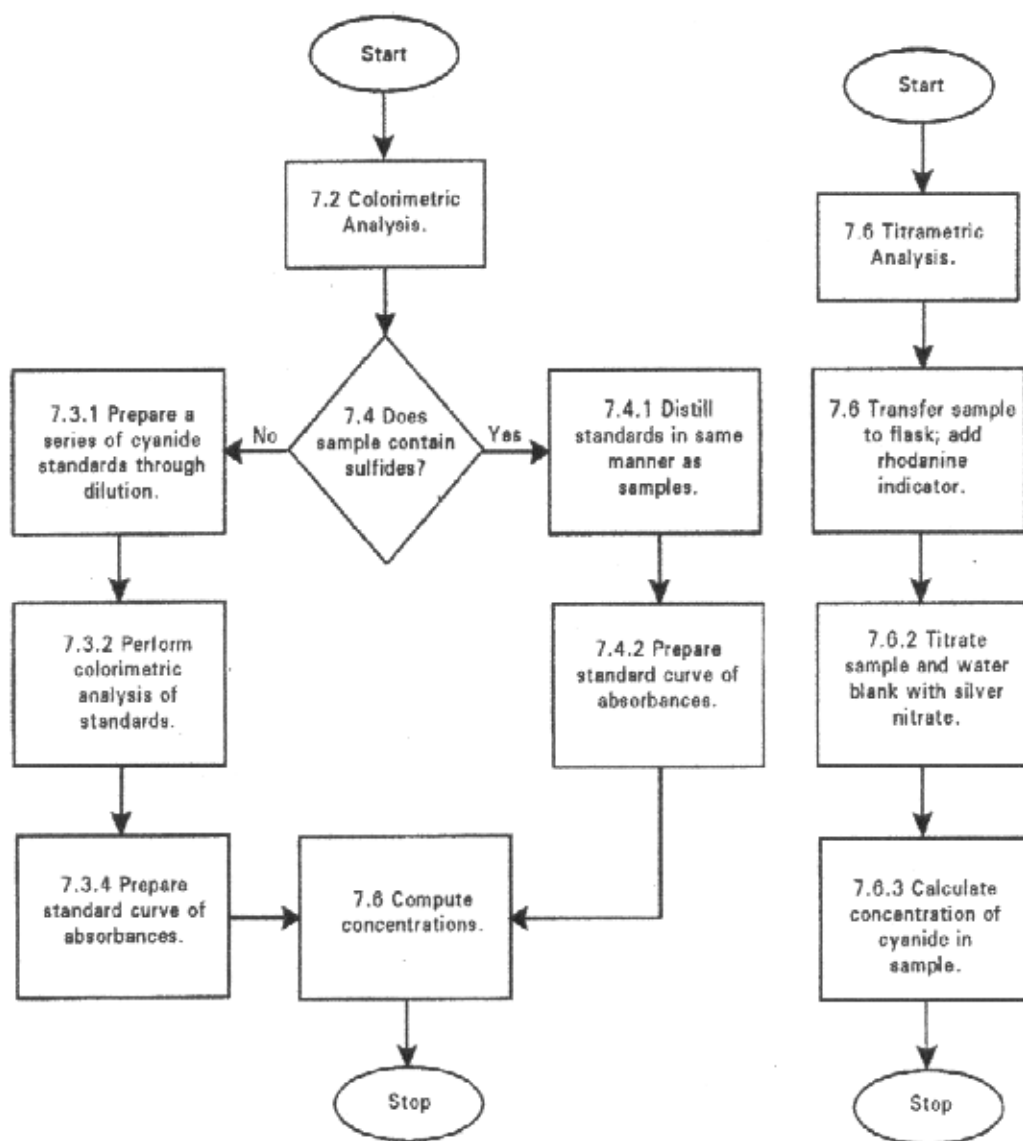 Start
7.2 Colorimetric
Analysis.
7.4 Does
sample contain
sulfides?
No
Yes
7.3.1 Prepare a
series of cyanide
standards through
dilution.
7.3.2 Perform
colorimetric
analysis of
standards.
7.3.4 Prepare
standard curve of
absorbances.
7.4.1 Distill
standards in same
manner as
samples.
7.4.2 Prepare
standard curve of
absorbances.
7.6 Compute
concentrations.
Stop
Start
7.6 Titrametric
Analysis.
7.6 Transfer sample
to flask; add
rhodanine
indicator.
7.6.2 Titrate
sample and water
blank with silver
nitrate.
7.6.3 Calculate
concentration of
cyanide in
sample.
Stop